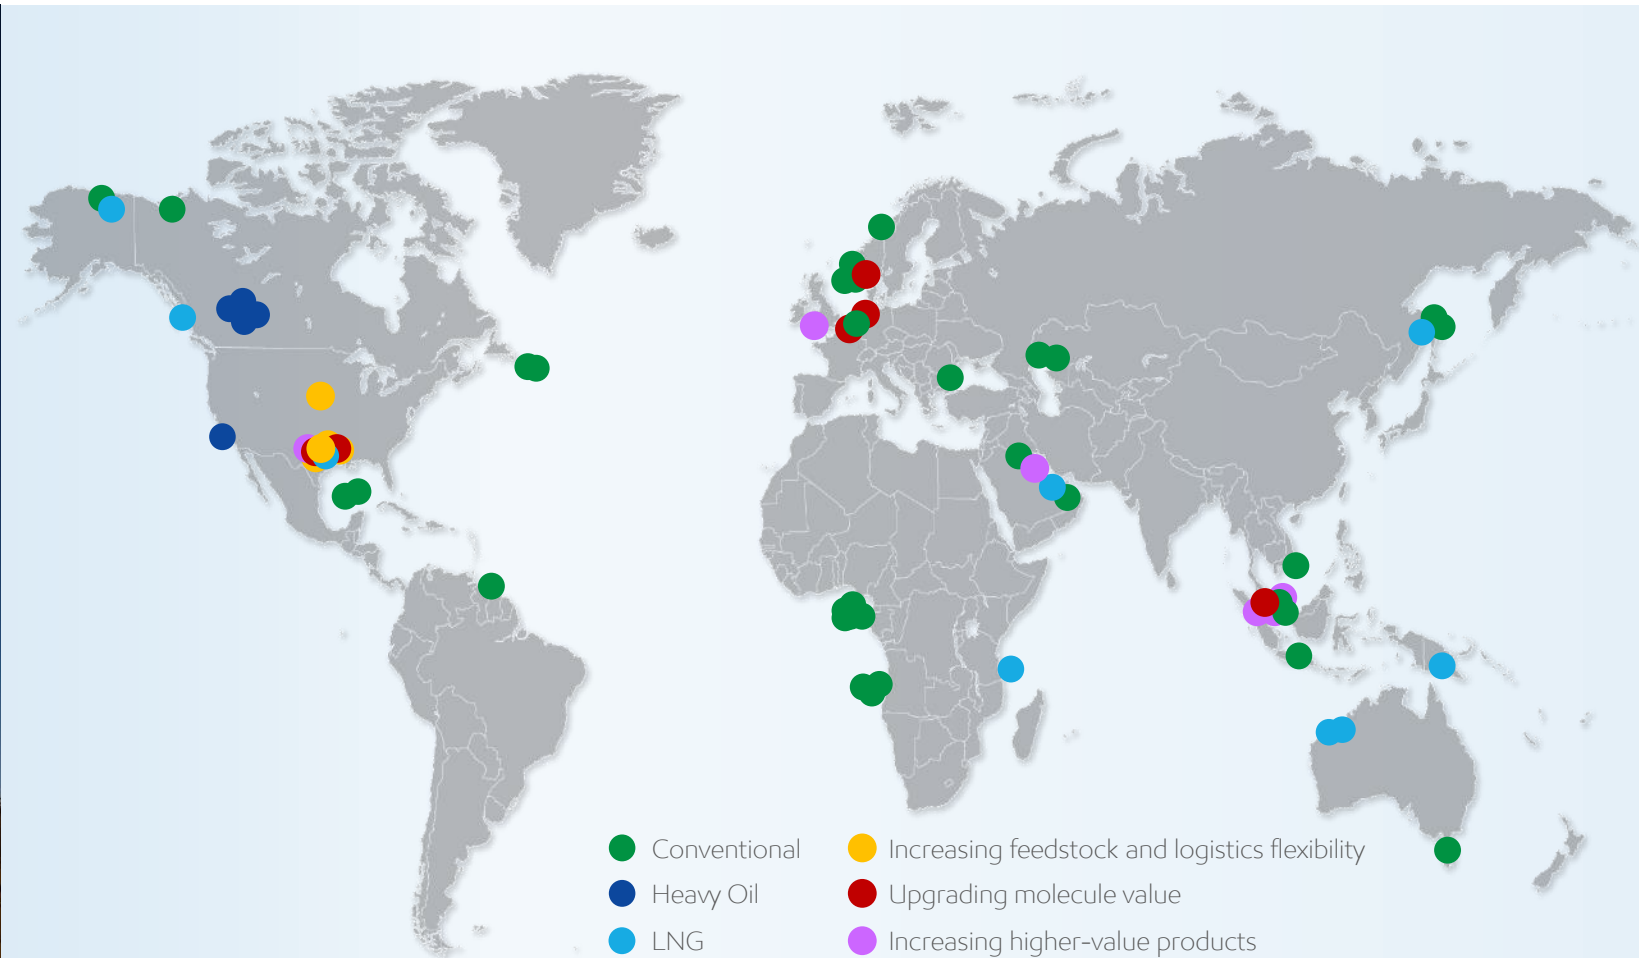 Conventional
Heavy Oil
LNG
Increasing feedstock and logistics flexibility
Upgrading molecule value
Increasing higher-value products